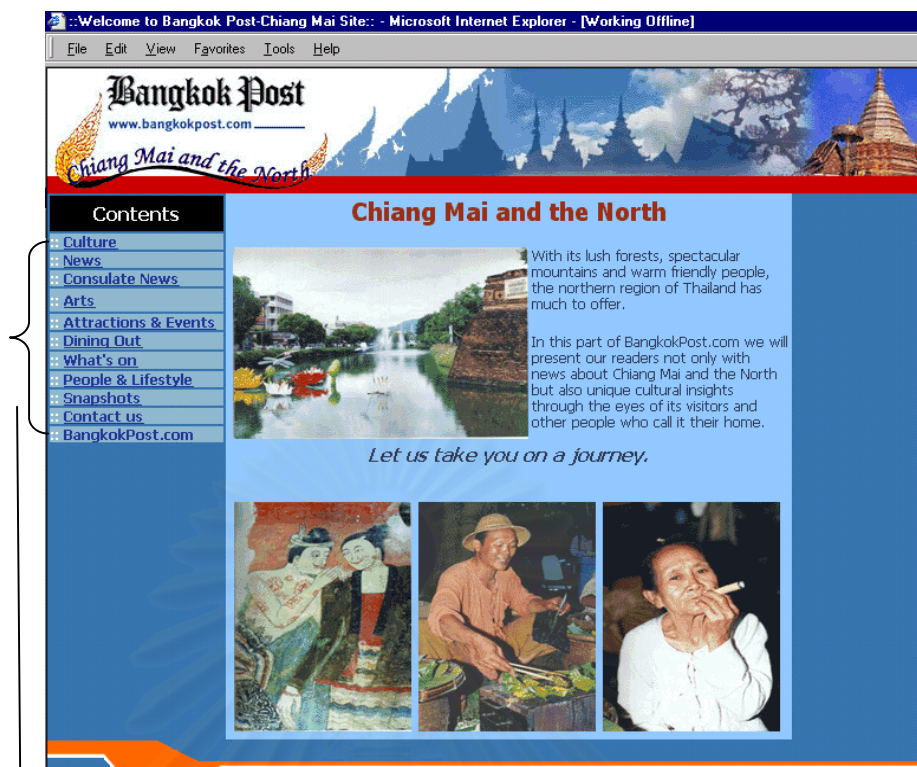 ::Welcome to Bangkok Post-Chiang Mai Site:: - Microsoft Internet Explorer - [Working Offline]
File Edit View Favorites Tools Help
Bangkok Post
www.bangkokpost.com
Chiang Mai and the North
Contents
:: Culture
:: News
:: Consulate News
:: Arts
:: Attractions & Events
:: Dining Out
:: What's on
:: People & Lifestyle
:: Snapshots
:: Contact us
:: BangkokPost.com
Chiang Mai and the North
With its lush forests, spectacular
mountains and warm friendly people,
the northern region of Thailand has
much to offer.
In this part of BangkokPost.com we will
present our readers not only with
news about Chiang Mai and the North
but also unique cultural insights
through the eyes of its visitors and
other people who call it their home.
Let us take you on a journey.